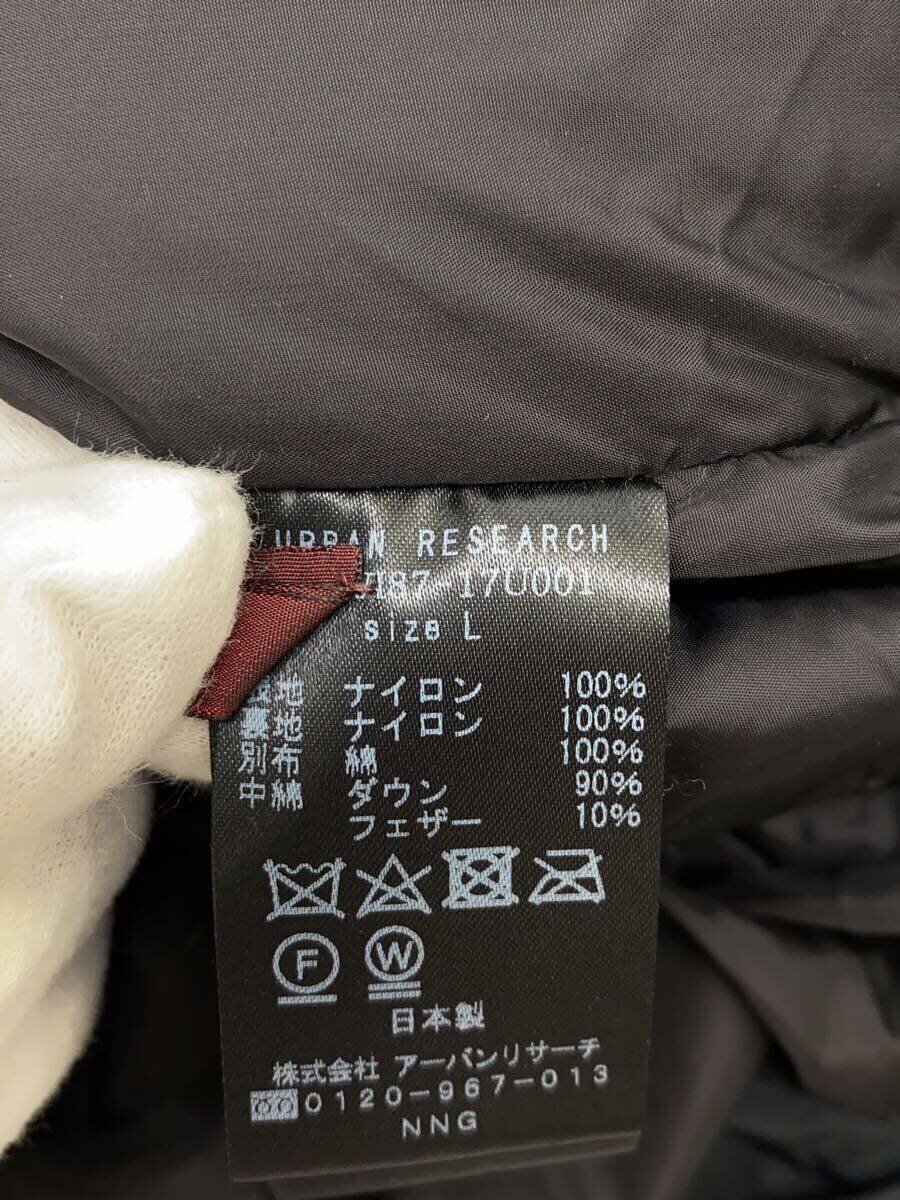 URBAN RESEARCH
17U001
size L
表地 ナイロン 100%
裏地 ナイロン 100%
別布 綿 100%
中綿 ダウン 90%
フェザー 10%
F W
日本製
株式会社 アーバンリサーチ
0120-967-013
NNG